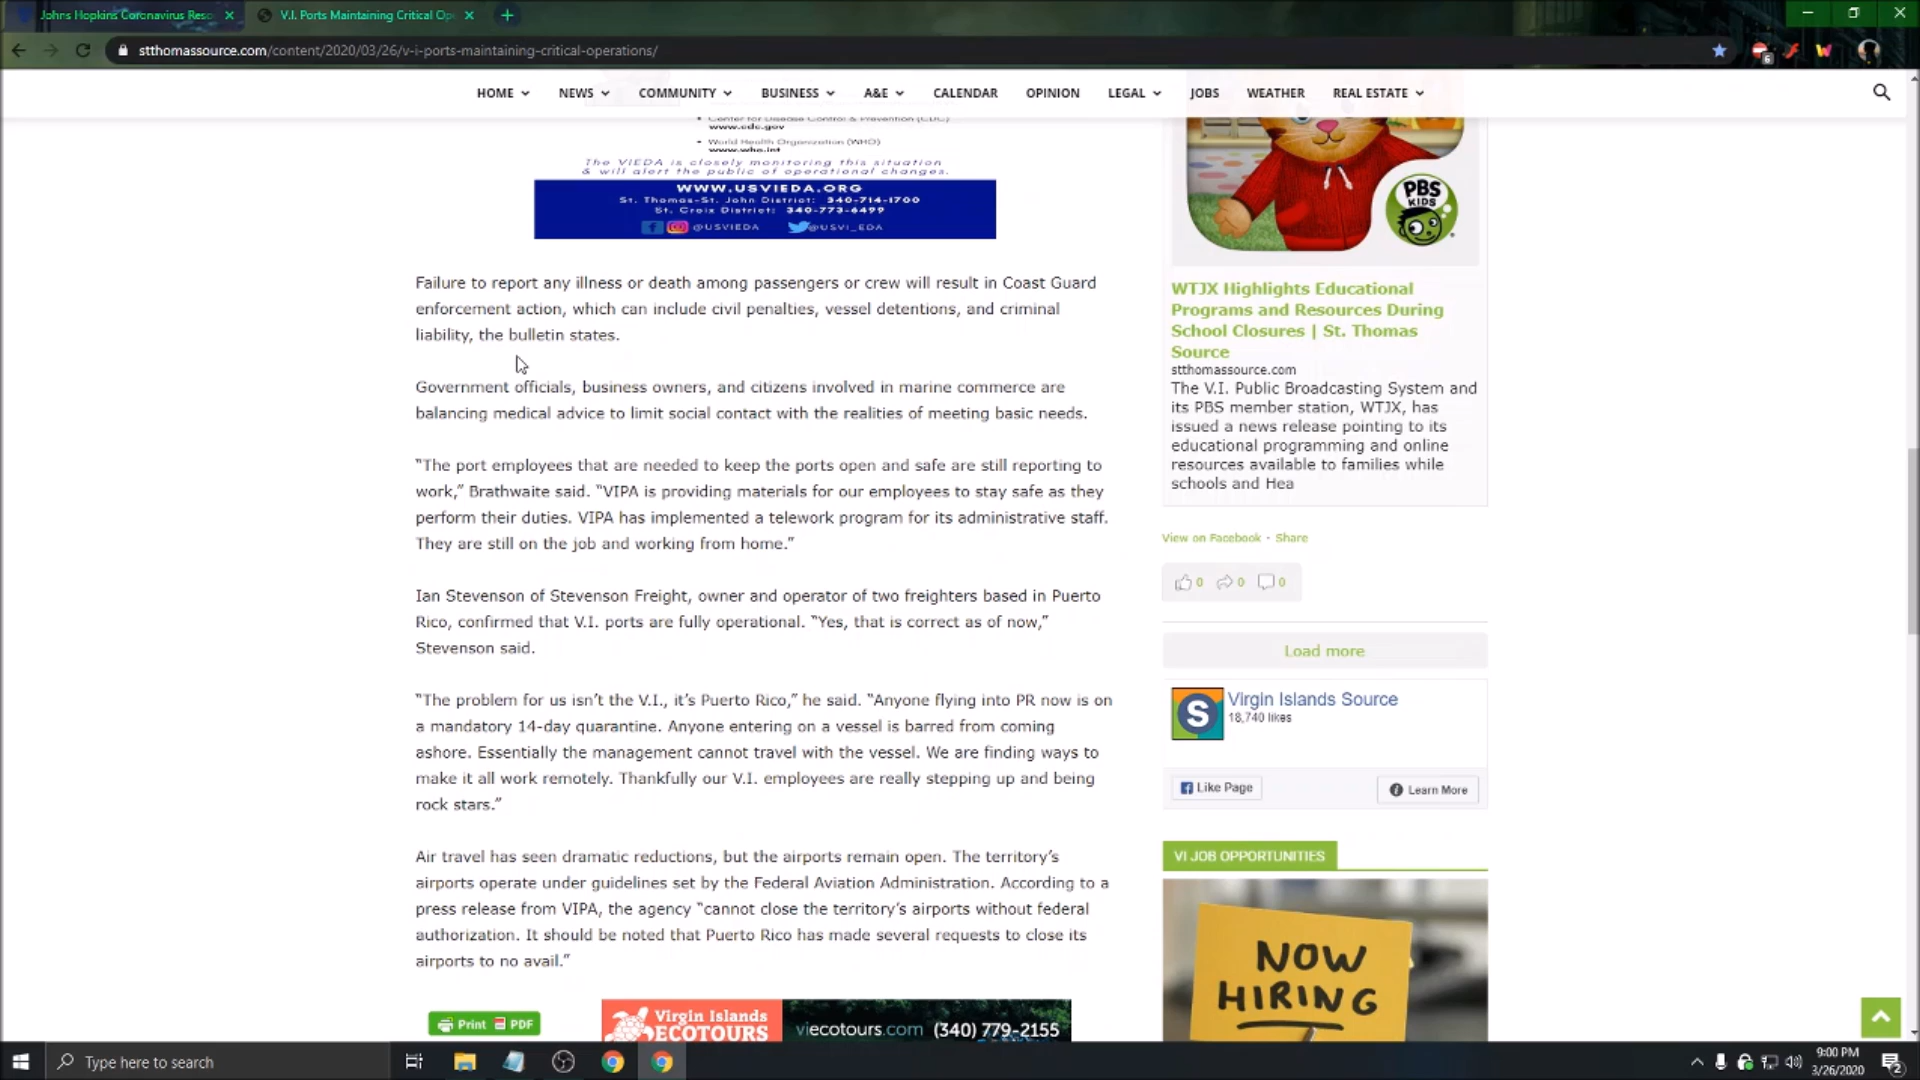 Johns Hopkins Coronavirus Reso
V.I. Ports Maintaining Critical Op
stthomassource.com/content/2020/03/26/v-i-ports-maintaining-critical-operations/
6
HOME NEWS COMMUNITY BUSINESS A&E CALENDAR OPINION LEGAL JOBS WEATHER REAL ESTATE
• Center for Disease Control & Prevention (CDC)
www.cdc.gov
• World Health Organization (WHO)
www.who.int
The VIEDA is closely monitoring this situation
& will alert the public of operational changes.
WWW.USVIEDA.ORG
St. Thomas-St. John District: 340-714-1700
St. Croix District: 340-773-6499
@USVIEDA @USVI_EDA
Failure to report any illness or death among passengers or crew will result in Coast Guard
enforcement action, which can include civil penalties, vessel detentions, and criminal
liability, the bulletin states.
Government officials, business owners, and citizens involved in marine commerce are
balancing medical advice to limit social contact with the realities of meeting basic needs.
“The port employees that are needed to keep the ports open and safe are still reporting to
work,” Brathwaite said. “VIPA is providing materials for our employees to stay safe as they
perform their duties. VIPA has implemented a telework program for its administrative staff.
They are still on the job and working from home.”
Ian Stevenson of Stevenson Freight, owner and operator of two freighters based in Puerto
Rico, confirmed that V.I. ports are fully operational. “Yes, that is correct as of now,”
Stevenson said.
“The problem for us isn’t the V.I., it’s Puerto Rico,” he said. “Anyone flying into PR now is on
a mandatory 14-day quarantine. Anyone entering on a vessel is barred from coming
ashore. Essentially the management cannot travel with the vessel. We are finding ways to
make it all work remotely. Thankfully our V.I. employees are really stepping up and being
rock stars.”
Air travel has seen dramatic reductions, but the airports remain open. The territory’s
airports operate under guidelines set by the Federal Aviation Administration. According to a
press release from VIPA, the agency “cannot close the territory’s airports without federal
authorization. It should be noted that Puerto Rico has made several requests to close its
airports to no avail.”
Print PDF
Virgin Islands
ECOTOURS
viecotours.com (340) 779-2155
PBS
KIDS
WTJX Highlights Educational
Programs and Resources During
School Closures | St. Thomas
Source
stthomassource.com
The V.I. Public Broadcasting System and
its PBS member station, WTJX, has
issued a news release pointing to its
educational programming and online
resources available to families while
schools and Hea
View on Facebook · Share
0 0 0
Load more
S
Virgin Islands Source
18,740 likes
Like Page
Learn More
VI JOB OPPORTUNITIES
NOW
HIRING
Type here to search
9:00 PM
3/26/2020
2